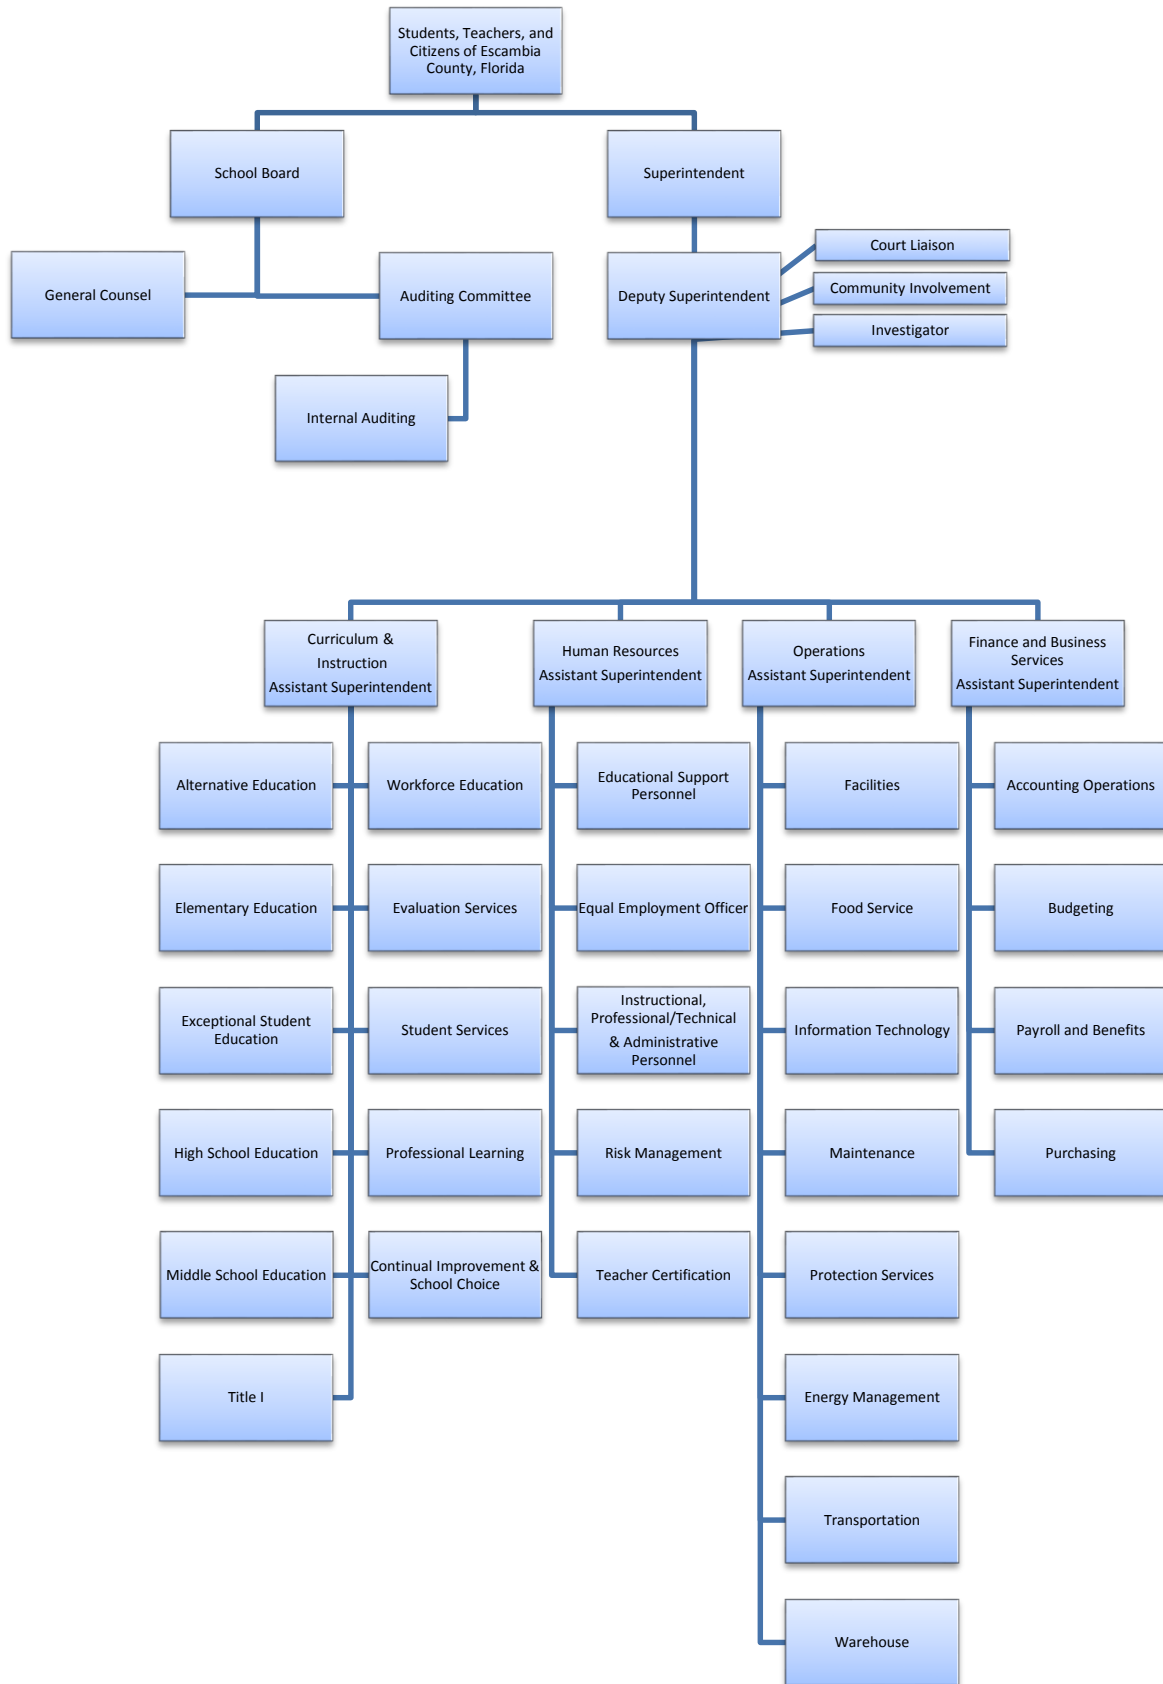 Students, Teachers, and
Citizens of Escambia
County, Florida
School Board
Superintendent
General Counsel
Auditing Committee
Deputy Superintendent
Court Liaison
Community Involvement
Investigator
Internal Auditing
Curriculum &
Instruction
Assistant Superintendent
Human Resources
Assistant Superintendent
Operations
Assistant Superintendent
Finance and Business
Services
Assistant Superintendent
Alternative Education
Workforce Education
Educational Support
Personnel
Facilities
Accounting Operations
Elementary Education
Evaluation Services
Equal Employment Officer
Food Service
Budgeting
Exceptional Student
Education
Student Services
Instructional,
Professional/Technical
& Administrative
Personnel
Information Technology
Payroll and Benefits
High School Education
Professional Learning
Risk Management
Maintenance
Purchasing
Middle School Education
Continual Improvement &
School Choice
Teacher Certification
Protection Services
Title I
Energy Management
Transportation
Warehouse